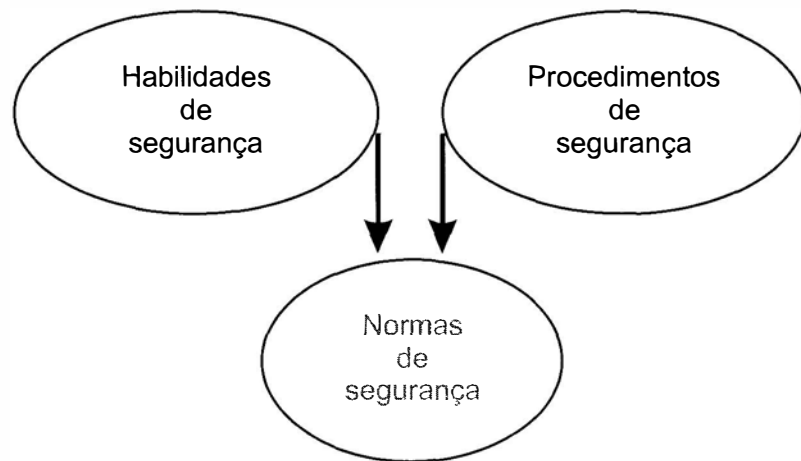 Habilidades
de
segurança
Procedimentos
de
segurança
Normas
de
segurança